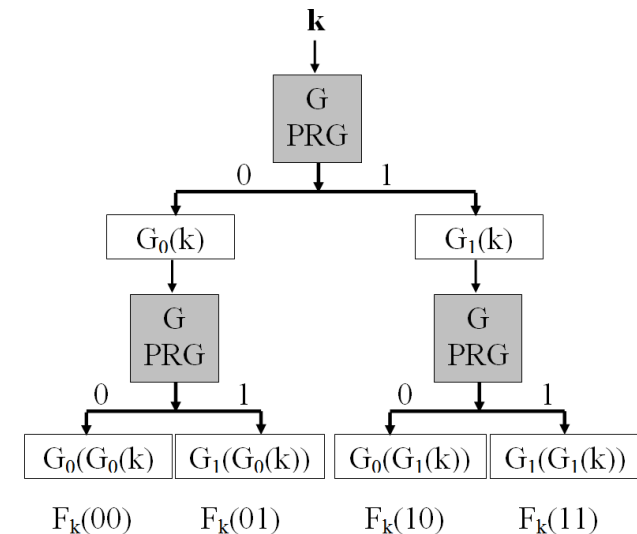 k
G
PRG
0 1
G₀(k) G₁(k)
G G
PRG PRG
0 1 0 1
G₀(G₀(k) G₁(G₀(k)) G₀(G₁(k)) G₁(G₁(k))
Fₖ(00) Fₖ(01) Fₖ(10) Fₖ(11)